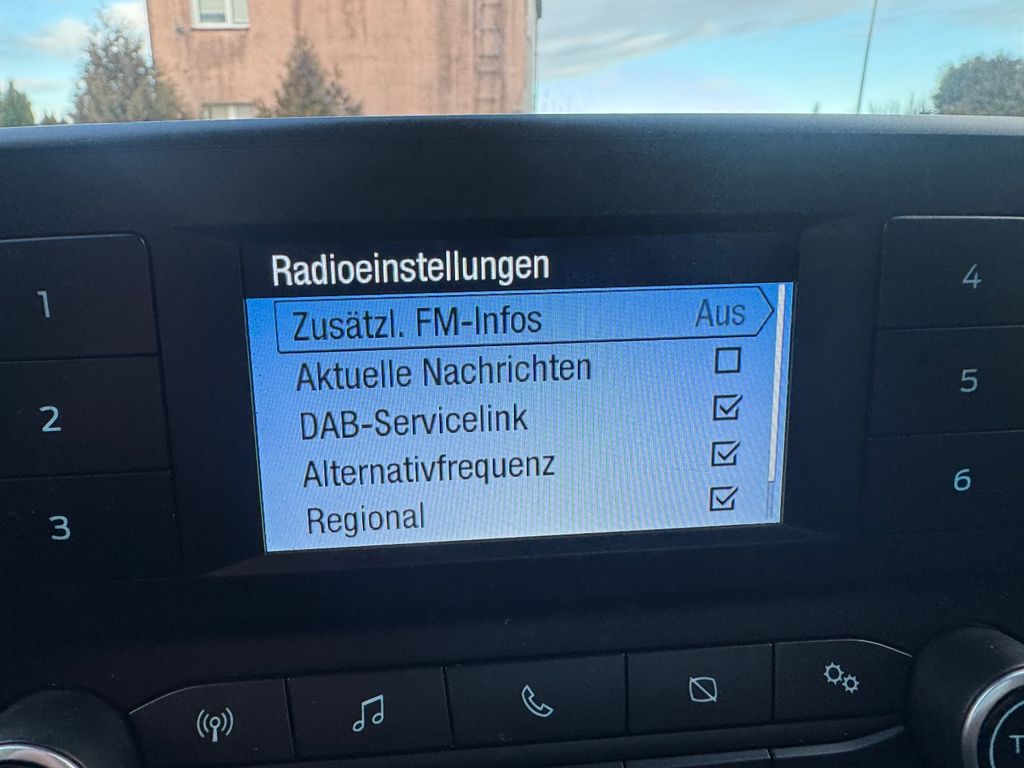 Radioeinstellungen
Zusätzl. FM-Infos Aus
Aktuelle Nachrichten
DAB-Servicelink
Alternativfrequenz
Regional
1
2
3
4
5
6